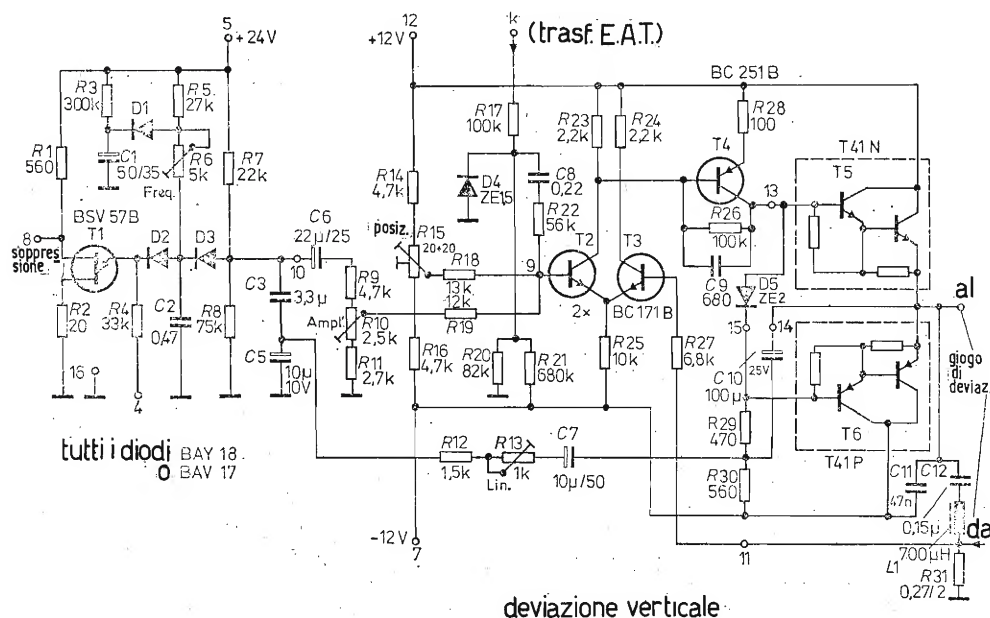 5
+24V
12
+12V
k
(trasf. E.A.T.)
BC 251B
R3
300k
R5
27k
D1
R1
560
C1
50/35
R6
5k
Freq.
R7
22k
R14
4,7k
R17
100k
D4
ZE1,5
C8
0,22
R22
56k
R23
2,2k
R24
2,2k
T4
R28
100
T41N
T5
13
R26
100k
C9
680
D5
ZE2
BSV 57B
T1
8
soppressione
D2
D3
C6
22µ/25
10
posiz.
R15
20+20
R18
13k
12k
R19
9
T2
T3
2×
BC171B
R2
20
R4
33k
C2
0,47
R8
75k
C3
3,3µ
C5
10µ
10V
R9
4,7k
Ampl.
R10
2,5k
R11
2,7k
R16
4,7k
R20
82k
R21
680k
R25
10k
R27
6,8k
15
14
C10
100µ
25V
al
giogo
di
deviaz
16
4
tutti i diodi BAY 18
o BAV 17
R12
1,5k
R13
1k
Lin.
C7
10µ/50
R29
470
R30
560
T6
T41P
C11
47n
C12
0,15µ
L1
700µH
da
R31
0,27/2
-12V
7
11
deviazione verticale